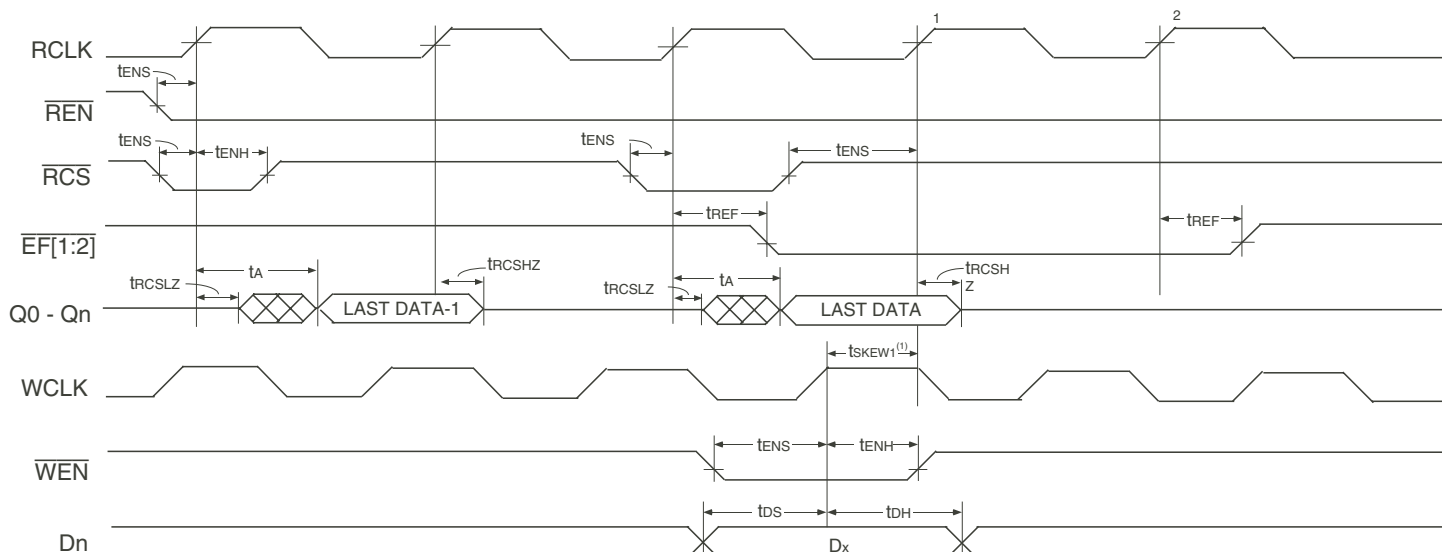 1 2
RCLK
tENS
REN
tENS tENH tENS tENS
RCS
tREF tREF
EF[1:2]
tA tRCSHZ tA tRCSH
Z
tRCSLZ tRCSLZ
Q0 - Qn LAST DATA-1 LAST DATA
tSKEW1(1)
WCLK
tENS tENH
WEN
tDS tDH
Dn Dx